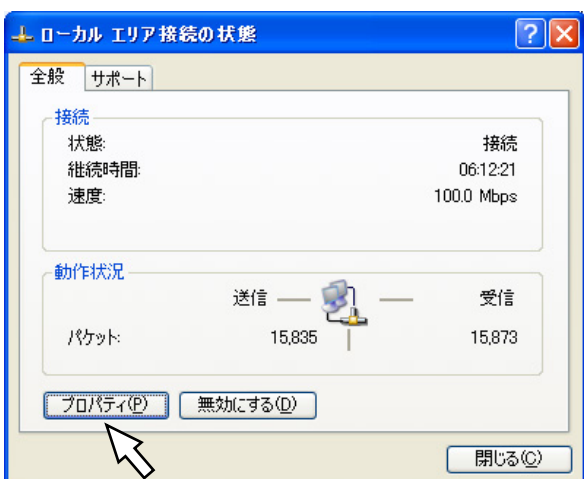 ローカル エリア接続の状態
全般 サポート
接続
状態: 接続
継続時間: 06:12:21
速度: 100.0 Mbps
動作状況
送信 受信
パケット: 15,835 15,873
プロパティ(P) 無効にする(D)
閉じる(C)